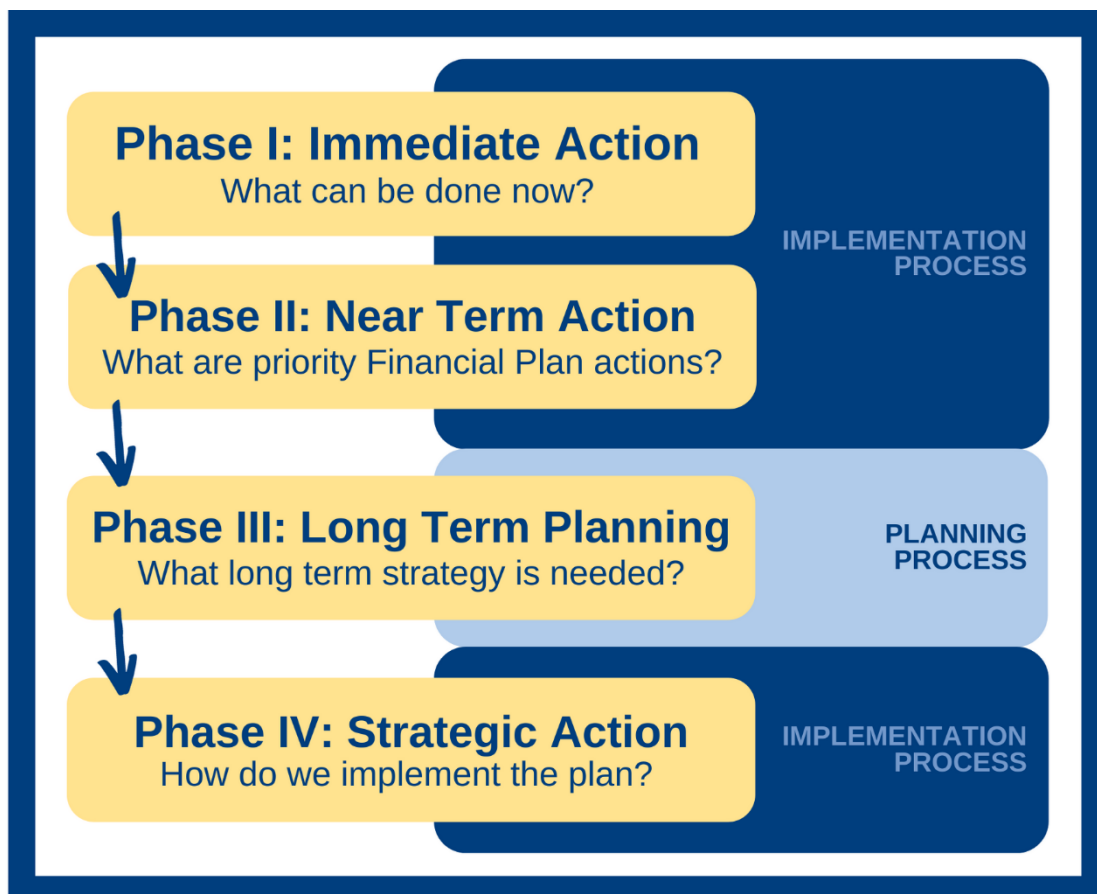 Phase I: Immediate Action
What can be done now?
IMPLEMENTATION
PROCESS
Phase II: Near Term Action
What are priority Financial Plan actions?
Phase III: Long Term Planning
What long term strategy is needed?
PLANNING
PROCESS
Phase IV: Strategic Action
How do we implement the plan?
IMPLEMENTATION
PROCESS